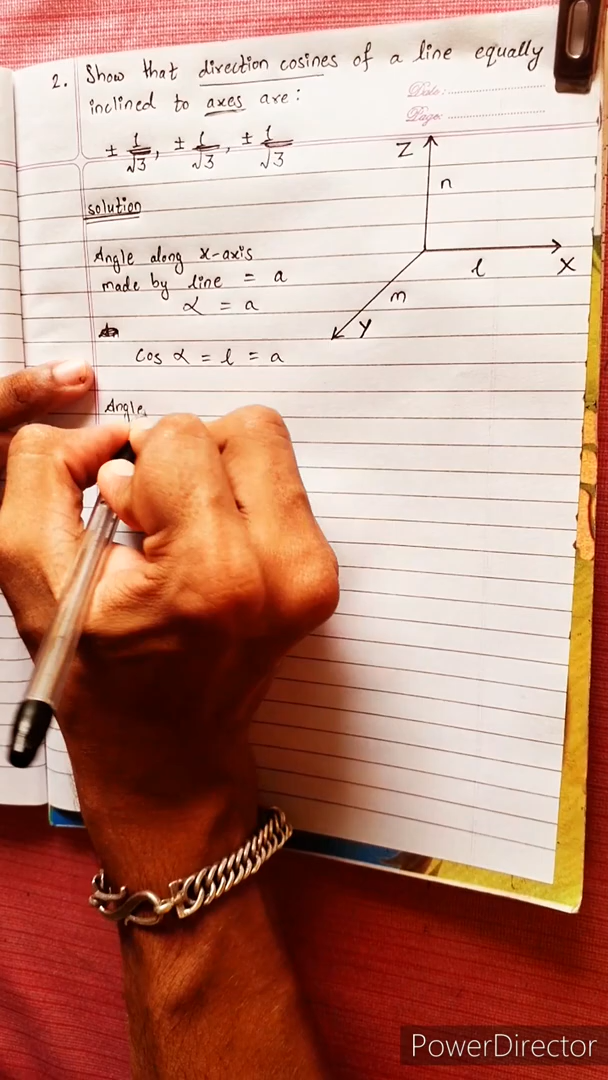 2. Show that direction cosines of a line equally
inclined to axes are:
Date:
Page:
± 1/√3, ± 1/√3, ± 1/√3
Z
n
solution
Angle along x-axis
l
X
made by line = a
m
α = a
Y
Cos α = l = a
Angle
PowerDirector